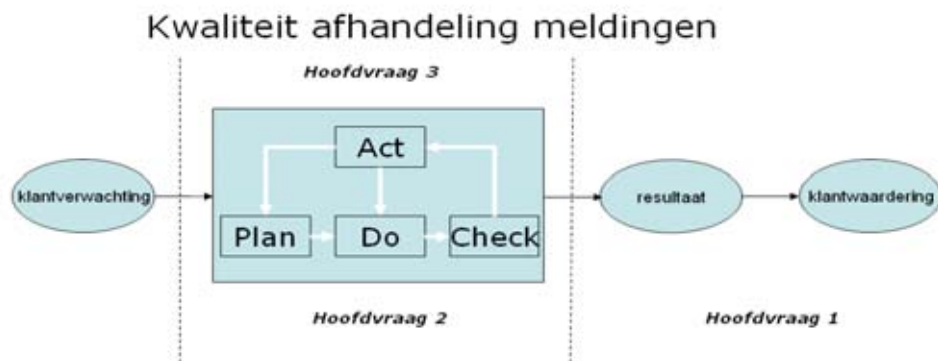 Kwaliteit afhandeling meldingen
Hoofdvraag 3
Act
klantverwachting
resultaat
klantwaardering
Plan
Do
Check
Hoofdvraag 2
Hoofdvraag 1